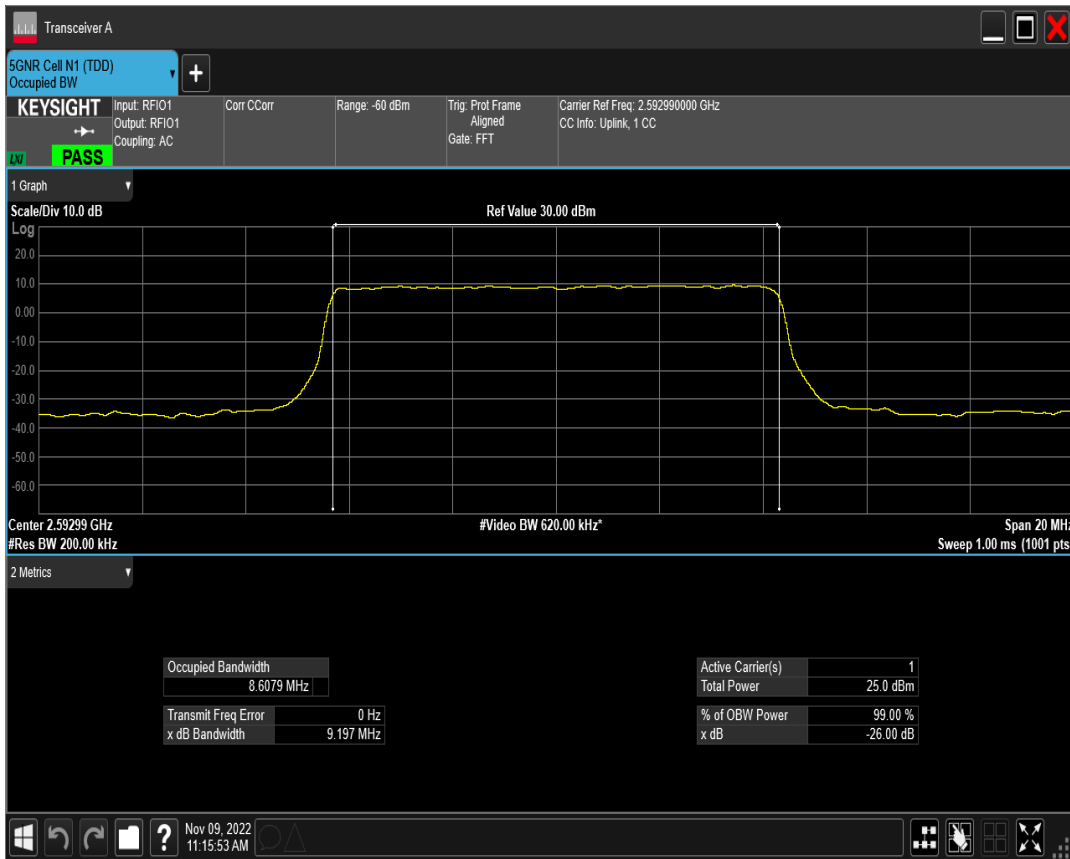 Transceiver A
5GNR Cell N1 (TDD)
Occupied BW
+
KEYSIGHT
LXI
PASS
Input: RFIO1
Output: RFIO1
Coupling: AC
Corr CCorr
Range: -60 dBm
Trig: Prot Frame
Aligned
Gate: FFT
Carrier Ref Freq: 2.592990000 GHz
CC Info: Uplink, 1 CC
1 Graph
Scale/Div 10.0 dB
Ref Value 30.00 dBm
Log
20.0
10.0
0.00
-10.0
-20.0
-30.0
-40.0
-50.0
-60.0
Center 2.59299 GHz
#Video BW 620.00 kHz*
Span 20 MHz
#Res BW 200.00 kHz
Sweep 1.00 ms (1001 pts
2 Metrics
Occupied Bandwidth
8.6079 MHz
Transmit Freq Error 0 Hz
x dB Bandwidth 9.197 MHz
Active Carrier(s) 1
Total Power 25.0 dBm
% of OBW Power 99.00 %
x dB -26.00 dB
?
Nov 09, 2022
11:15:53 AM